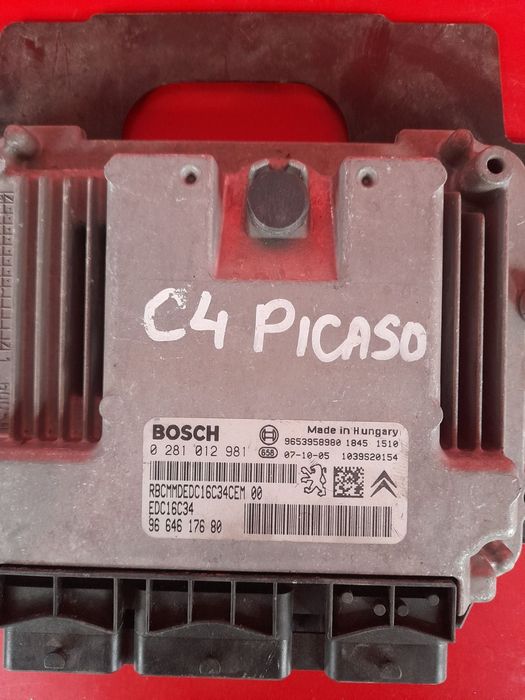 C4 PICASO
BOSCH
Made in Hungary
9653958980 1845 1510
0 281 012 981 658 07-10-05 1039S20154
RBCMMDEDC16C34CEM 00
EDC16C34
96 646 176 80